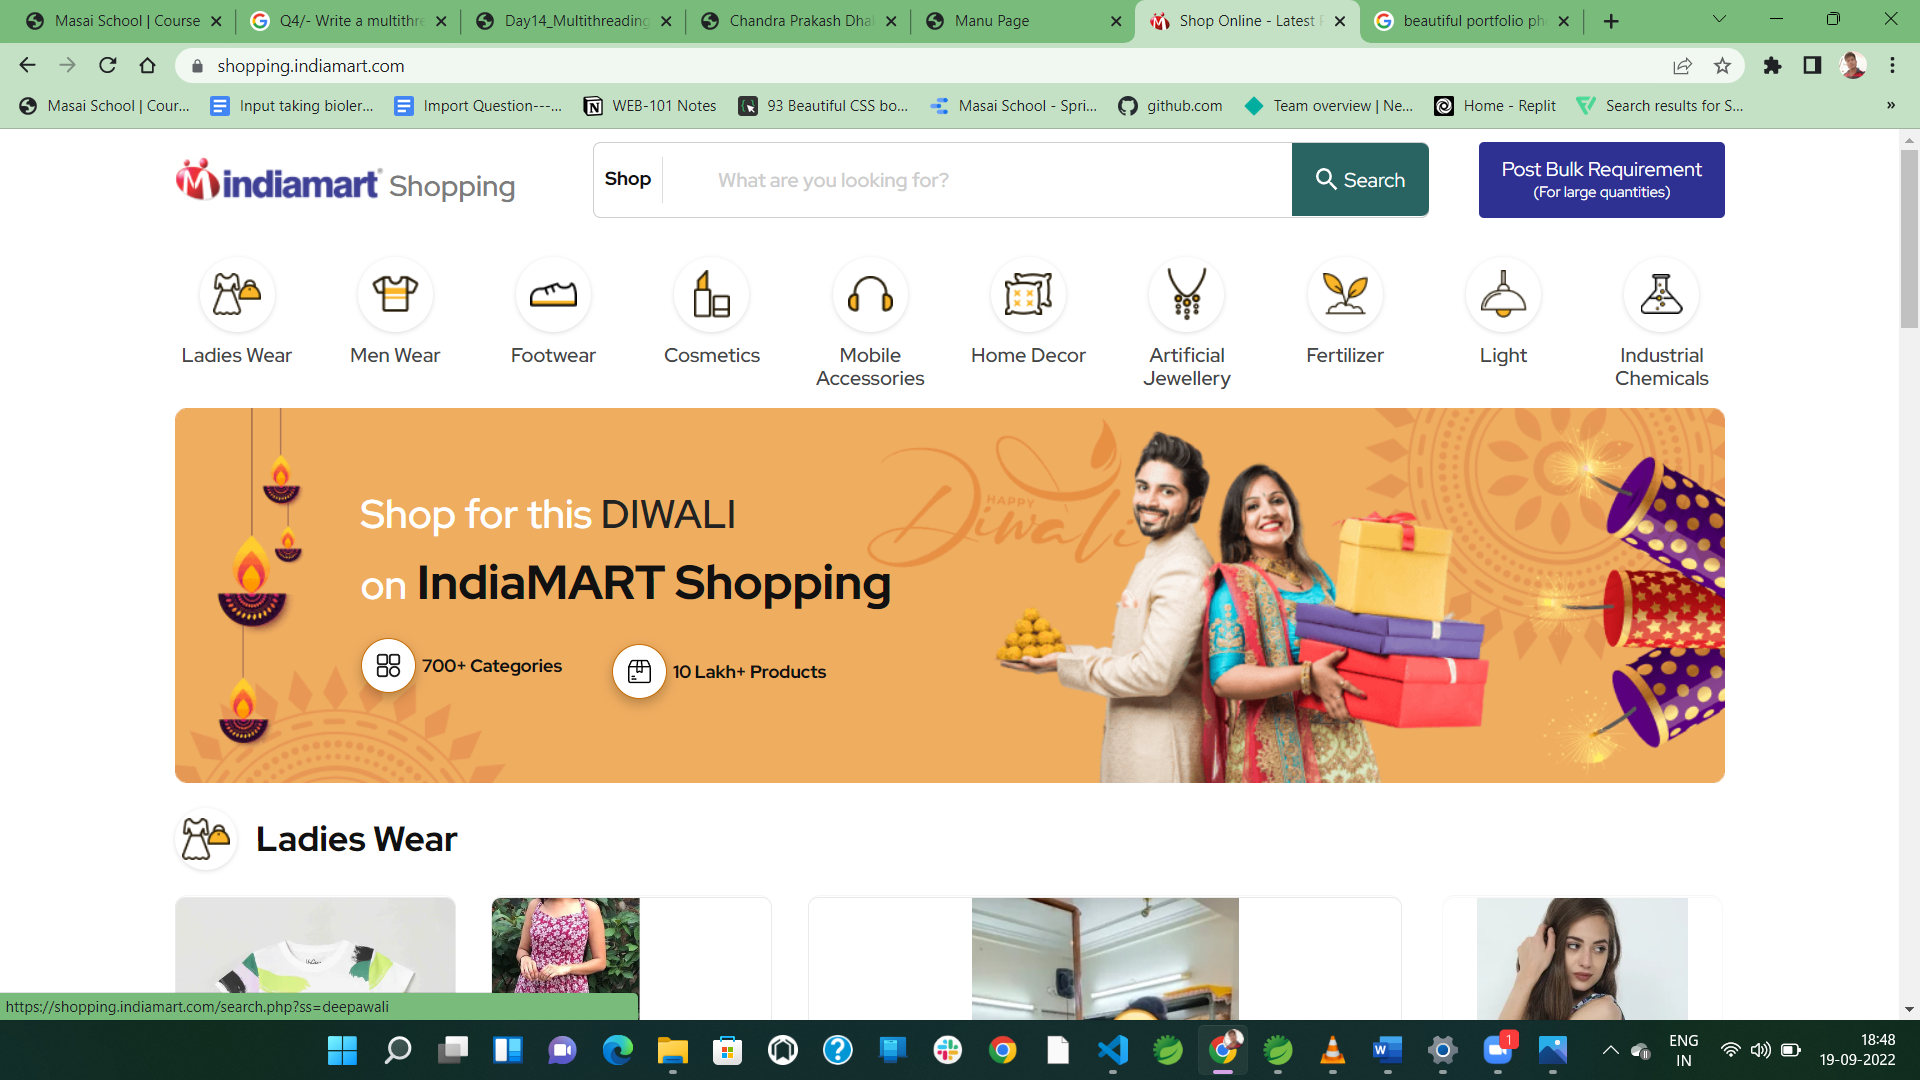 Masai School | Course
Q4/- Write a multithre
Day14_Multithreading
Chandra Prakash Dha
Manu Page
Shop Online - Latest
beautiful portfolio ph
shopping.indiamart.com
Masai School | Cour...
Input taking bioler...
Import Question---...
WEB-101 Notes
93 Beautiful CSS bo...
Masai School - Spri...
github.com
Team overview | Ne...
Home - Replit
Search results for S...
»
indiamart Shopping
Shop
What are you looking for?
Search
Post Bulk Requirement
(For large quantities)
Ladies Wear
Men Wear
Footwear
Cosmetics
Mobile
Accessories
Home Decor
Artificial
Jewellery
Fertilizer
Light
Industrial
Chemicals
Shop for this DIWALI
on IndiaMART Shopping
700+ Categories
10 Lakh+ Products
HAPPY
Diwali
Ladies Wear
https://shopping.indiamart.com/search.php?ss=deepawali
1
ENG
IN
18:48
19-09-2022